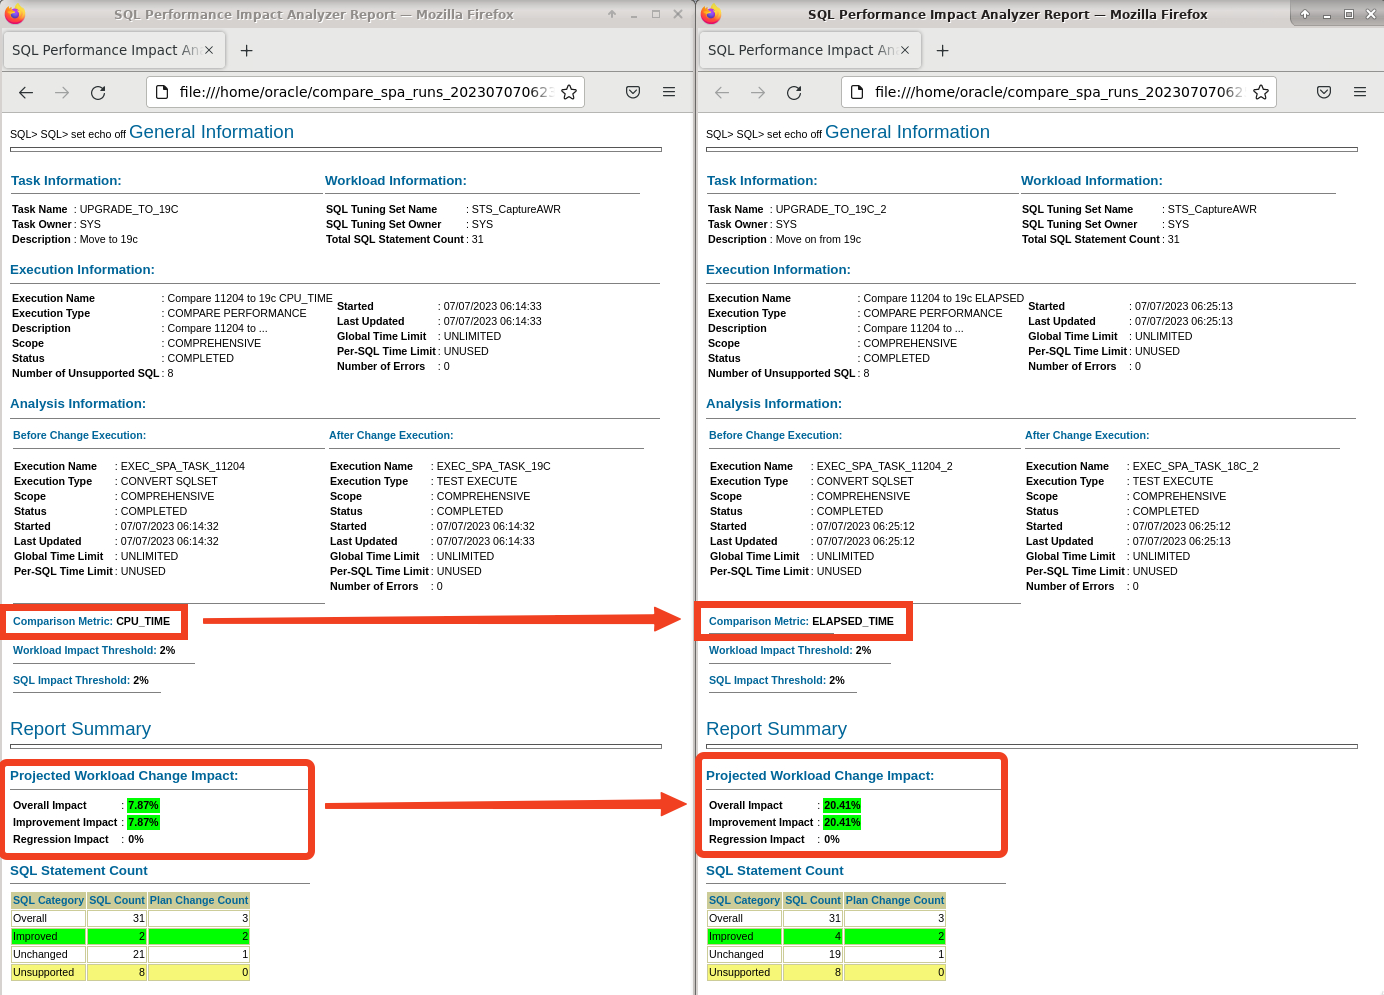 SQL Performance Impact Analyzer Report — Mozilla Firefox
SQL Performance Impact An
file:///home/oracle/compare_spa_runs_2023070706
SQL> SQL> set echo off General Information
Task Information:
Workload Information:
Task Name : UPGRADE_TO_19C
SQL Tuning Set Name : STS_CaptureAWR
Task Owner : SYS
SQL Tuning Set Owner : SYS
Description : Move to 19c
Total SQL Statement Count : 31
Execution Information:
Execution Name : Compare 11204 to 19c CPU_TIME
Execution Type : COMPARE PERFORMANCE
Description : Compare 11204 to ...
Scope : COMPREHENSIVE
Status : COMPLETED
Number of Unsupported SQL : 8
Started : 07/07/2023 06:14:33
Last Updated : 07/07/2023 06:14:33
Global Time Limit : UNLIMITED
Per-SQL Time Limit : UNUSED
Number of Errors : 0
Analysis Information:
Before Change Execution:
Execution Name : EXEC_SPA_TASK_11204
Execution Type : CONVERT SQLSET
Scope : COMPREHENSIVE
Status : COMPLETED
Started : 07/07/2023 06:14:32
Last Updated : 07/07/2023 06:14:32
Global Time Limit : UNLIMITED
Per-SQL Time Limit : UNUSED
After Change Execution:
Execution Name : EXEC_SPA_TASK_19C
Execution Type : TEST EXECUTE
Scope : COMPREHENSIVE
Status : COMPLETED
Started : 07/07/2023 06:14:32
Last Updated : 07/07/2023 06:14:33
Global Time Limit : UNLIMITED
Per-SQL Time Limit : UNUSED
Number of Errors : 0
Comparison Metric: CPU_TIME
Workload Impact Threshold: 2%
SQL Impact Threshold: 2%
Report Summary
Projected Workload Change Impact:
Overall Impact : 7.87%
Improvement Impact : 7.87%
Regression Impact : 0%
SQL Statement Count
SQL Category SQL Count Plan Change Count
Overall 31 3
Improved 2 2
Unchanged 21 1
Unsupported 8 0
SQL Performance Impact Analyzer Report — Mozilla Firefox
SQL Performance Impact An
file:///home/oracle/compare_spa_runs_20230707062
SQL> SQL> set echo off General Information
Task Information:
Workload Information:
Task Name : UPGRADE_TO_19C_2
SQL Tuning Set Name : STS_CaptureAWR
Task Owner : SYS
SQL Tuning Set Owner : SYS
Description : Move on from 19c
Total SQL Statement Count : 31
Execution Information:
Execution Name : Compare 11204 to 19c ELAPSED
Execution Type : COMPARE PERFORMANCE
Description : Compare 11204 to ...
Scope : COMPREHENSIVE
Status : COMPLETED
Number of Unsupported SQL : 8
Started : 07/07/2023 06:25:13
Last Updated : 07/07/2023 06:25:13
Global Time Limit : UNLIMITED
Per-SQL Time Limit : UNUSED
Number of Errors : 0
Analysis Information:
Before Change Execution:
Execution Name : EXEC_SPA_TASK_11204_2
Execution Type : CONVERT SQLSET
Scope : COMPREHENSIVE
Status : COMPLETED
Started : 07/07/2023 06:25:12
Last Updated : 07/07/2023 06:25:12
Global Time Limit : UNLIMITED
Per-SQL Time Limit : UNUSED
After Change Execution:
Execution Name : EXEC_SPA_TASK_18C_2
Execution Type : TEST EXECUTE
Scope : COMPREHENSIVE
Status : COMPLETED
Started : 07/07/2023 06:25:12
Last Updated : 07/07/2023 06:25:13
Global Time Limit : UNLIMITED
Per-SQL Time Limit : UNUSED
Number of Errors : 0
Comparison Metric: ELAPSED_TIME
Workload Impact Threshold: 2%
SQL Impact Threshold: 2%
Report Summary
Projected Workload Change Impact:
Overall Impact : 20.41%
Improvement Impact : 20.41%
Regression Impact : 0%
SQL Statement Count
SQL Category SQL Count Plan Change Count
Overall 31 3
Improved 4 2
Unchanged 19 1
Unsupported 8 0